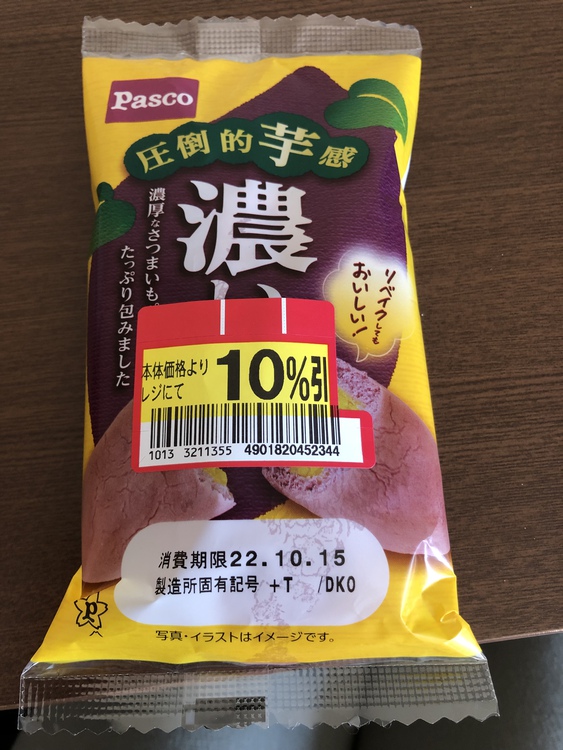 Pasco
圧倒的芋感
濃い
濃厚なさつまいも
たっぷり包みました
リベイクしても
おいしい！
本体価格より
レジにて
10%引
1013 3211355 4901820452344
消費期限22.10.15
製造所固有記号 +T /DK0
写真・イラストはイメージです。